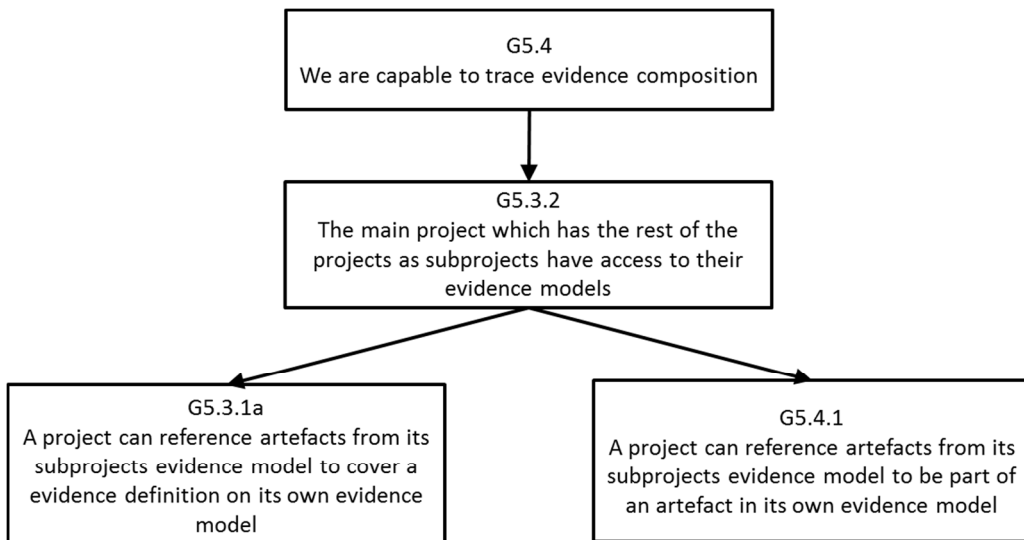 G5.4
We are capable to trace evidence composition
G5.3.2
The main project which has the rest of the
projects as subprojects have access to their
evidence models
G5.3.1a
A project can reference artefacts from its
subprojects evidence model to cover a
evidence definition on its own evidence
model
G5.4.1
A project can reference artefacts from its
subprojects evidence model to be part of
an artefact in its own evidence model